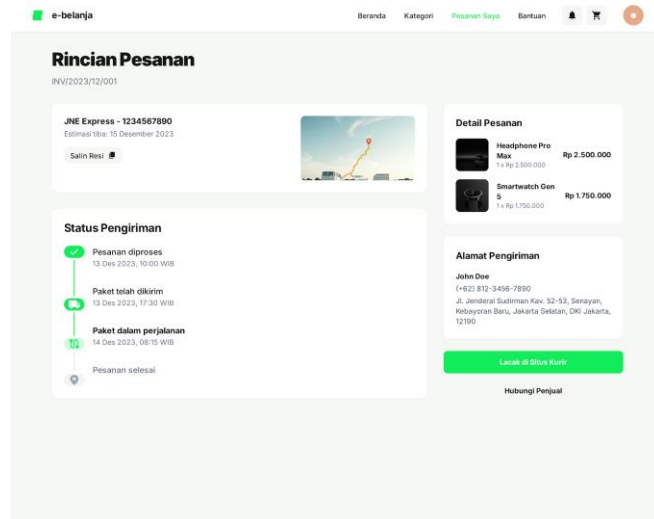 e-belanja
Beranda Kategori Pesanan Saya Bantuan
Rincian Pesanan
INV/2023/12/001
JNE Express - 1234567890
Estimasi tiba: 15 Desember 2023
Salin Resi
Status Pengiriman
Pesanan diproses
13 Des 2023, 10:00 WIB
Paket telah dikirim
13 Des 2023, 17:30 WIB
Paket dalam perjalanan
14 Des 2023, 08:15 WIB
Pesanan selesai
Detail Pesanan
Headphone Pro
Max
1 x Rp 2.500.000
Rp 2.500.000
Smartwatch Gen
5
1 x Rp 1.750.000
Rp 1.750.000
Alamat Pengiriman
John Doe
(+62) 812-3456-7890
Jl. Jenderal Sudirman Kav. 52-53, Senayan,
Kebayoran Baru, Jakarta Selatan, DKI Jakarta,
12190
Lacak di Situs Kurir
Hubungi Penjual